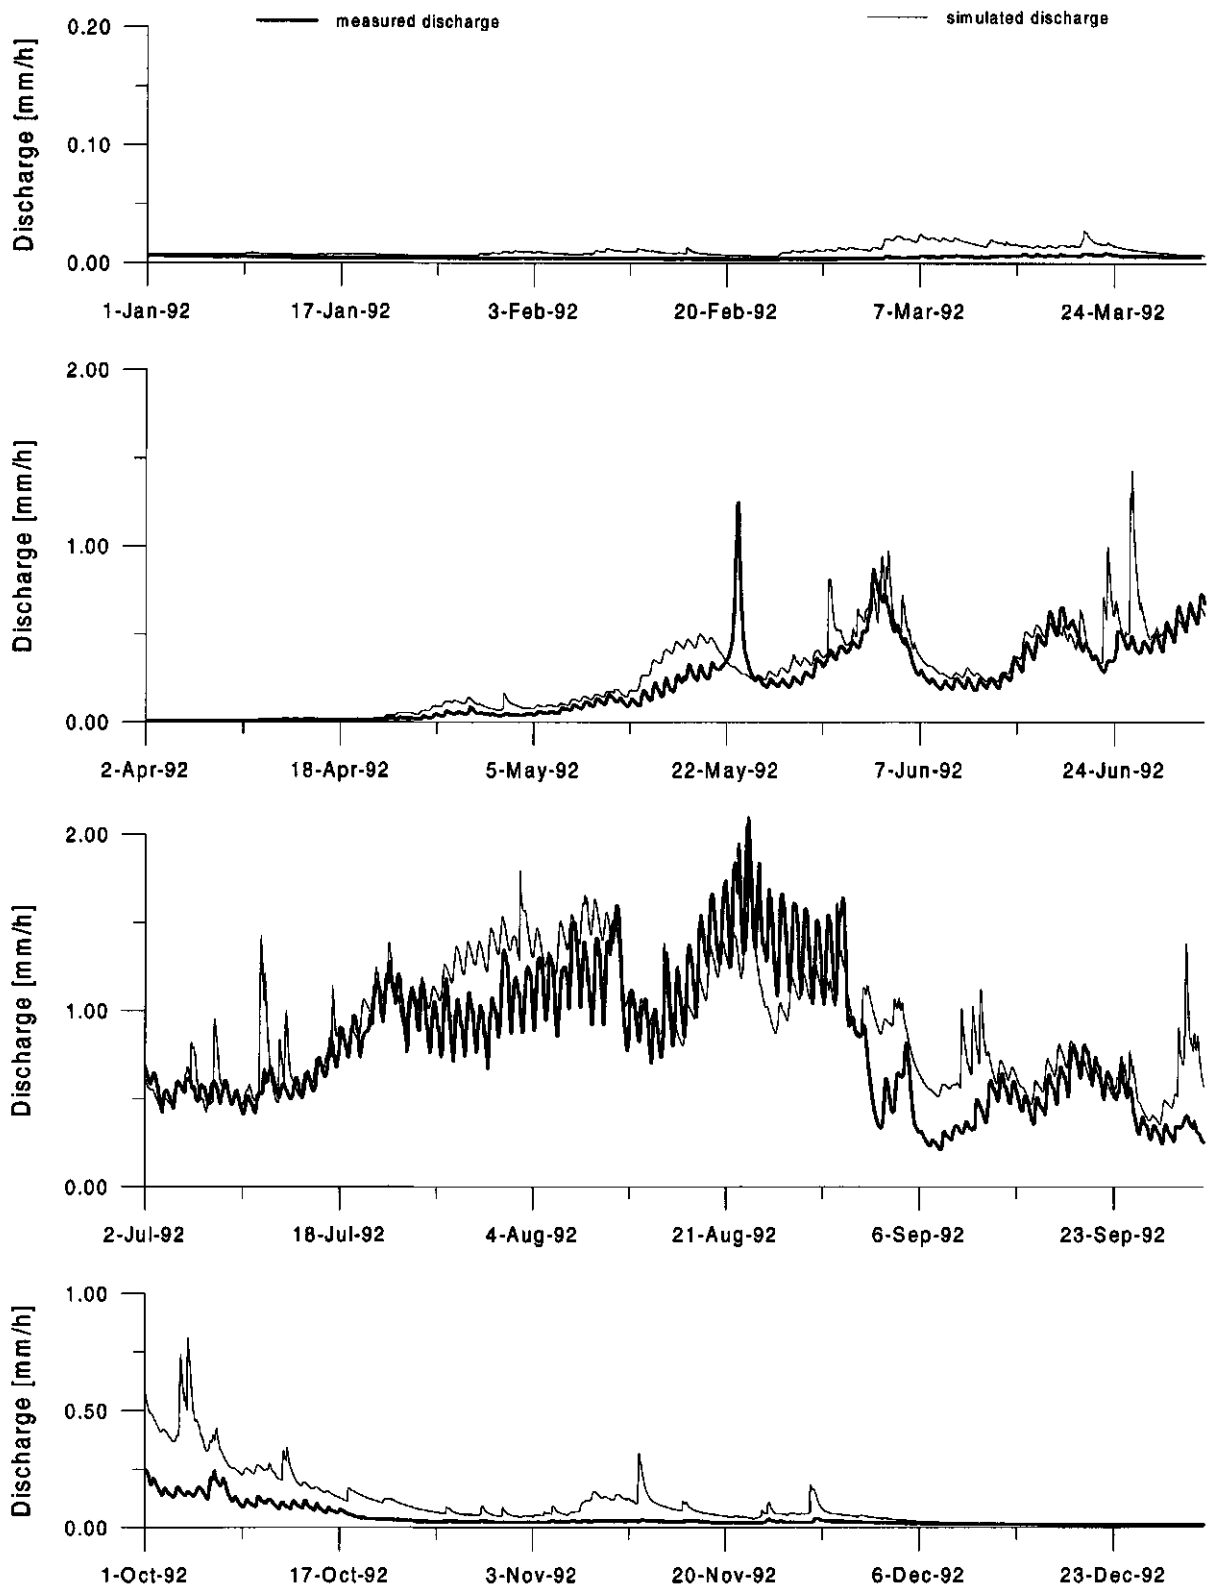 measured discharge simulated discharge
Discharge [mm/h]
0.20
0.10
0.00
1-Jan-92 17-Jan-92 3-Feb-92 20-Feb-92 7-Mar-92 24-Mar-92
Discharge [mm/h]
2.00
1.00
0.00
2-Apr-92 18-Apr-92 5-May-92 22-May-92 7-Jun-92 24-Jun-92
Discharge [mm/h]
2.00
1.00
0.00
2-Jul-92 18-Jul-92 4-Aug-92 21-Aug-92 6-Sep-92 23-Sep-92
Discharge [mm/h]
1.00
0.50
0.00
1-Oct-92 17-Oct-92 3-Nov-92 20-Nov-92 6-Dec-92 23-Dec-92